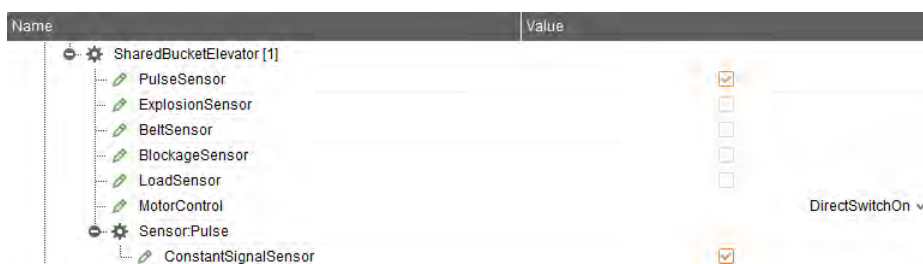 Name Value
SharedBucketElevator [1]
PulseSensor
ExplosionSensor
BeltSensor
BlockageSensor
LoadSensor
MotorControl DirectSwitchOn
Sensor:Pulse
ConstantSignalSensor